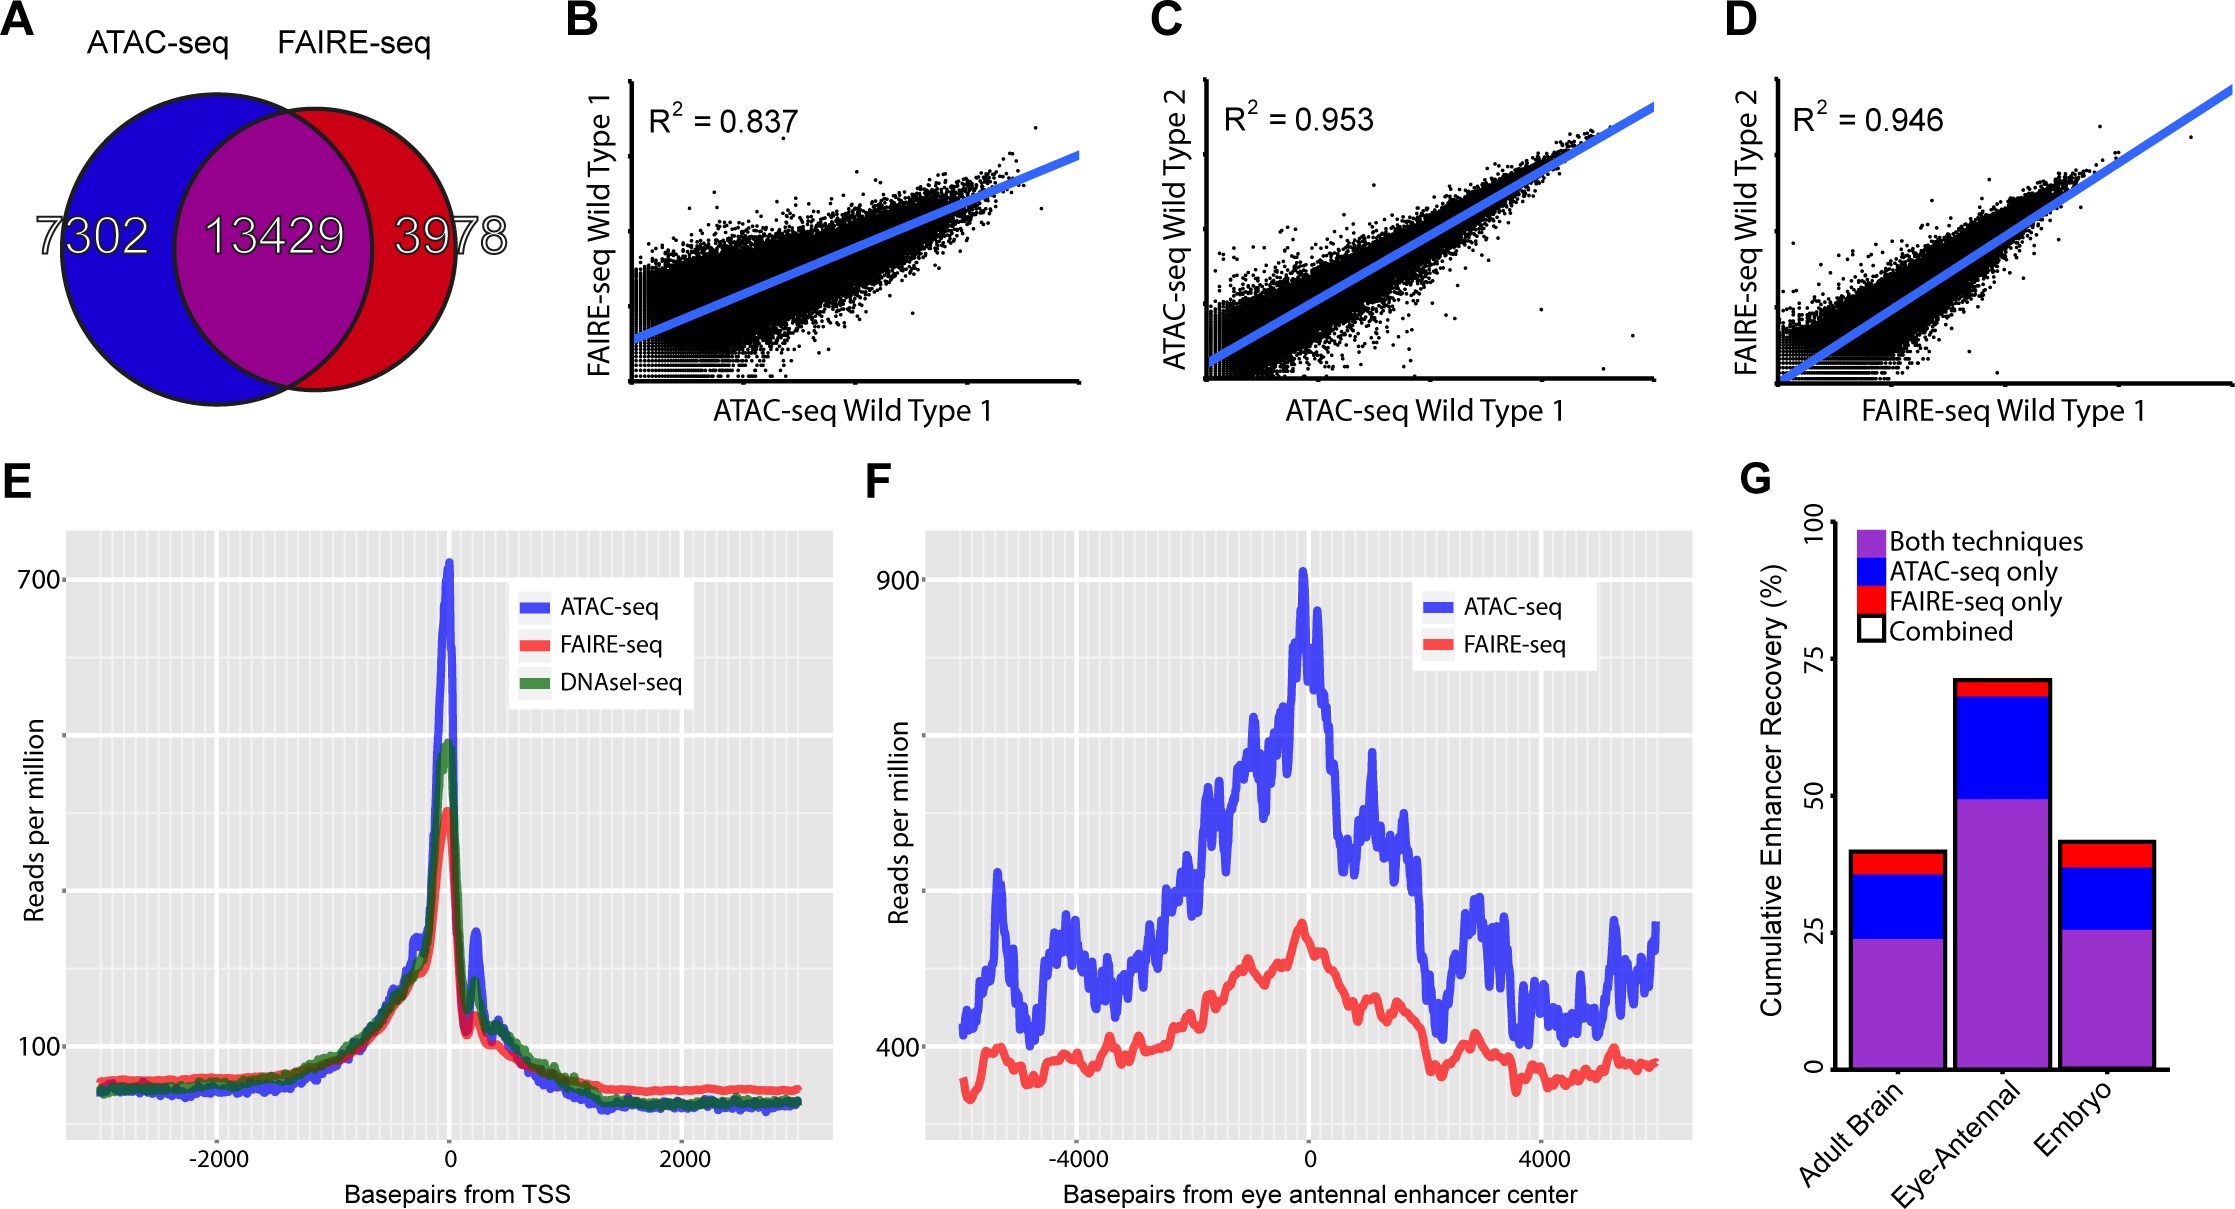 A
ATAC-seq FAIRE-seq
7302 13429 3978
B
R2 = 0.837
FAIRE-seq Wild Type 1
ATAC-seq Wild Type 1
C
R2 = 0.953
ATAC-seq Wild Type 2
ATAC-seq Wild Type 1
D
R2 = 0.946
FAIRE-seq Wild Type 2
FAIRE-seq Wild Type 1
E
700
100
Reads per million
ATAC-seq
FAIRE-seq
DNAseI-seq
-2000 0 2000
Basepairs from TSS
F
900
400
Reads per million
ATAC-seq
FAIRE-seq
-4000 0 4000
Basepairs from eye antennal enhancer center
G
Cumulative Enhancer Recovery (%)
100
75
50
25
0
Both techniques
ATAC-seq only
FAIRE-seq only
Combined
Adult Brain
Eye-Antennal
Embryo